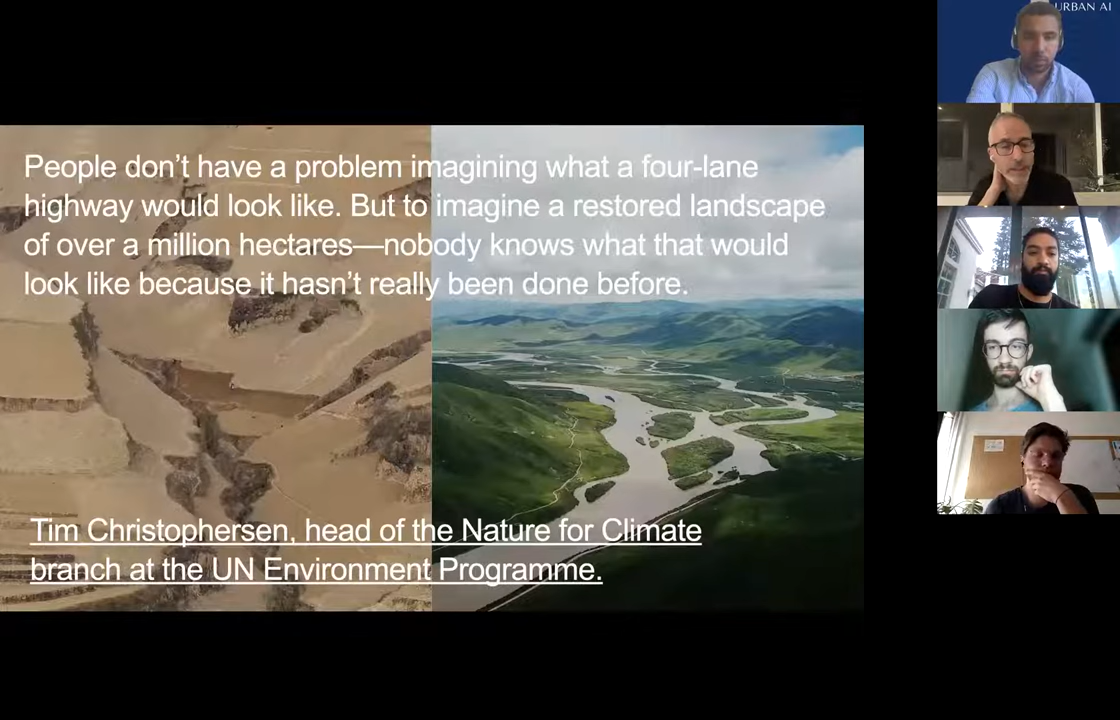 URBAN AI
People don’t have a problem imagining what a four-lane
highway would look like. But to imagine a restored landscape
of over a million hectares—nobody knows what that would
look like because it hasn’t really been done before.
Tim Christophersen, head of the Nature for Climate
branch at the UN Environment Programme.